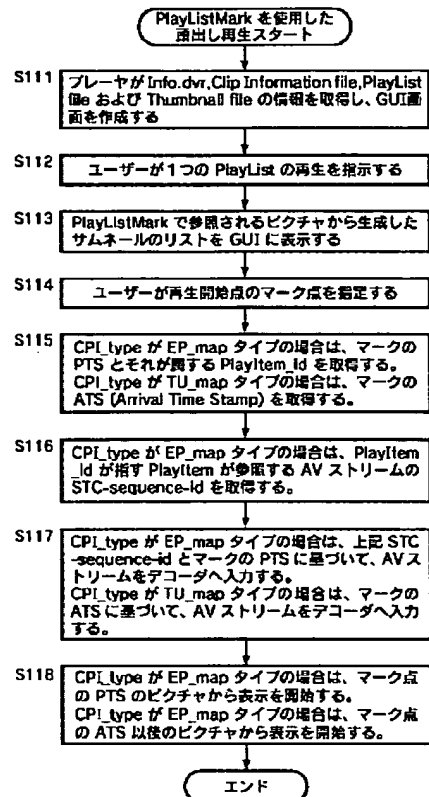 PlayListMark を使用した
頭出し再生スタート
S111
プレーヤが Info.dvr,Clip Information file,PlayList
file および Thumbnail file の情報を取得し、GUI画
面を作成する
S112
ユーザーが1つの PlayList の再生を指示する
S113
PlayListMark で参照されるピクチャから生成した
サムネールのリストを GUI に表示する
S114
ユーザーが再生開始点のマーク点を指定する
S115
CPI_type が EP_map タイプの場合は、マークの
PTS とそれが属する PlayItem_id を取得する。
CPI_type が TU_map タイプの場合は、マークの
ATS (Arrival Time Stamp) を取得する。
S116
CPI_type が EP_map タイプの場合は、PlayItem
_id が指す PlayItem が参照する AV ストリームの
STC-sequence-id を取得する。
S117
CPI_type が EP_map タイプの場合は、上記 STC
-sequence-id とマークの PTS に基づいて、AVス
トリームをデコーダへ入力する。
CPI_type が TU_map タイプの場合は、マークの
ATS に基づいて、AV ストリームをデコーダへ入力
する。
S118
CPI_type が EP_map タイプの場合は、マーク点
の PTS のピクチャから表示を開始する。
CPI_type が EP_map タイプの場合は、マーク点
の ATS 以後のピクチャから表示を開始する。
エンド